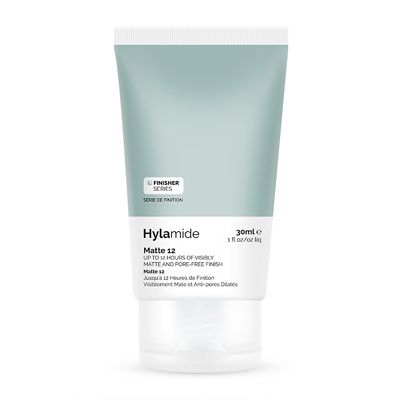 FINISHER
SERIES
SÉRIE DE FINITION
Hylamide
30ml e
1 fl oz/oz liq
Matte 12
UP TO 12 HOURS OF VISIBLY
MATTE AND PORE-FREE FINISH
Matte 12
Jusqu'à 12 Heures de Finition
Visiblement Mate et Anti-pores Dilatés